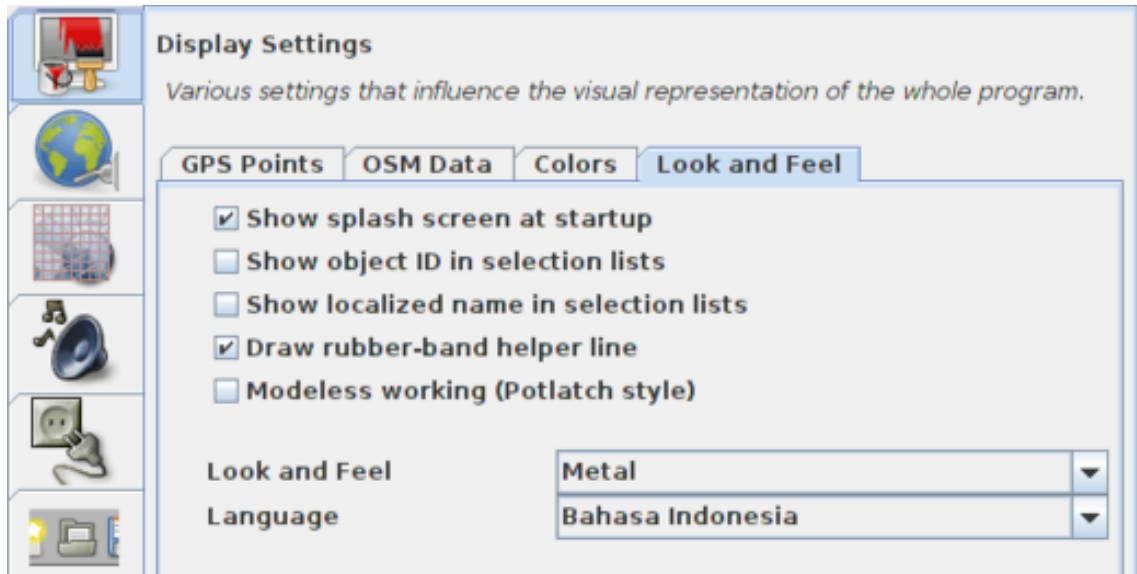 Display Settings
Various settings that influence the visual representation of the whole program.
GPS Points OSM Data Colors Look and Feel
Show splash screen at startup
Show object ID in selection lists
Show localized name in selection lists
Draw rubber-band helper line
Modeless working (Potlatch style)
Look and Feel Metal
Language Bahasa Indonesia